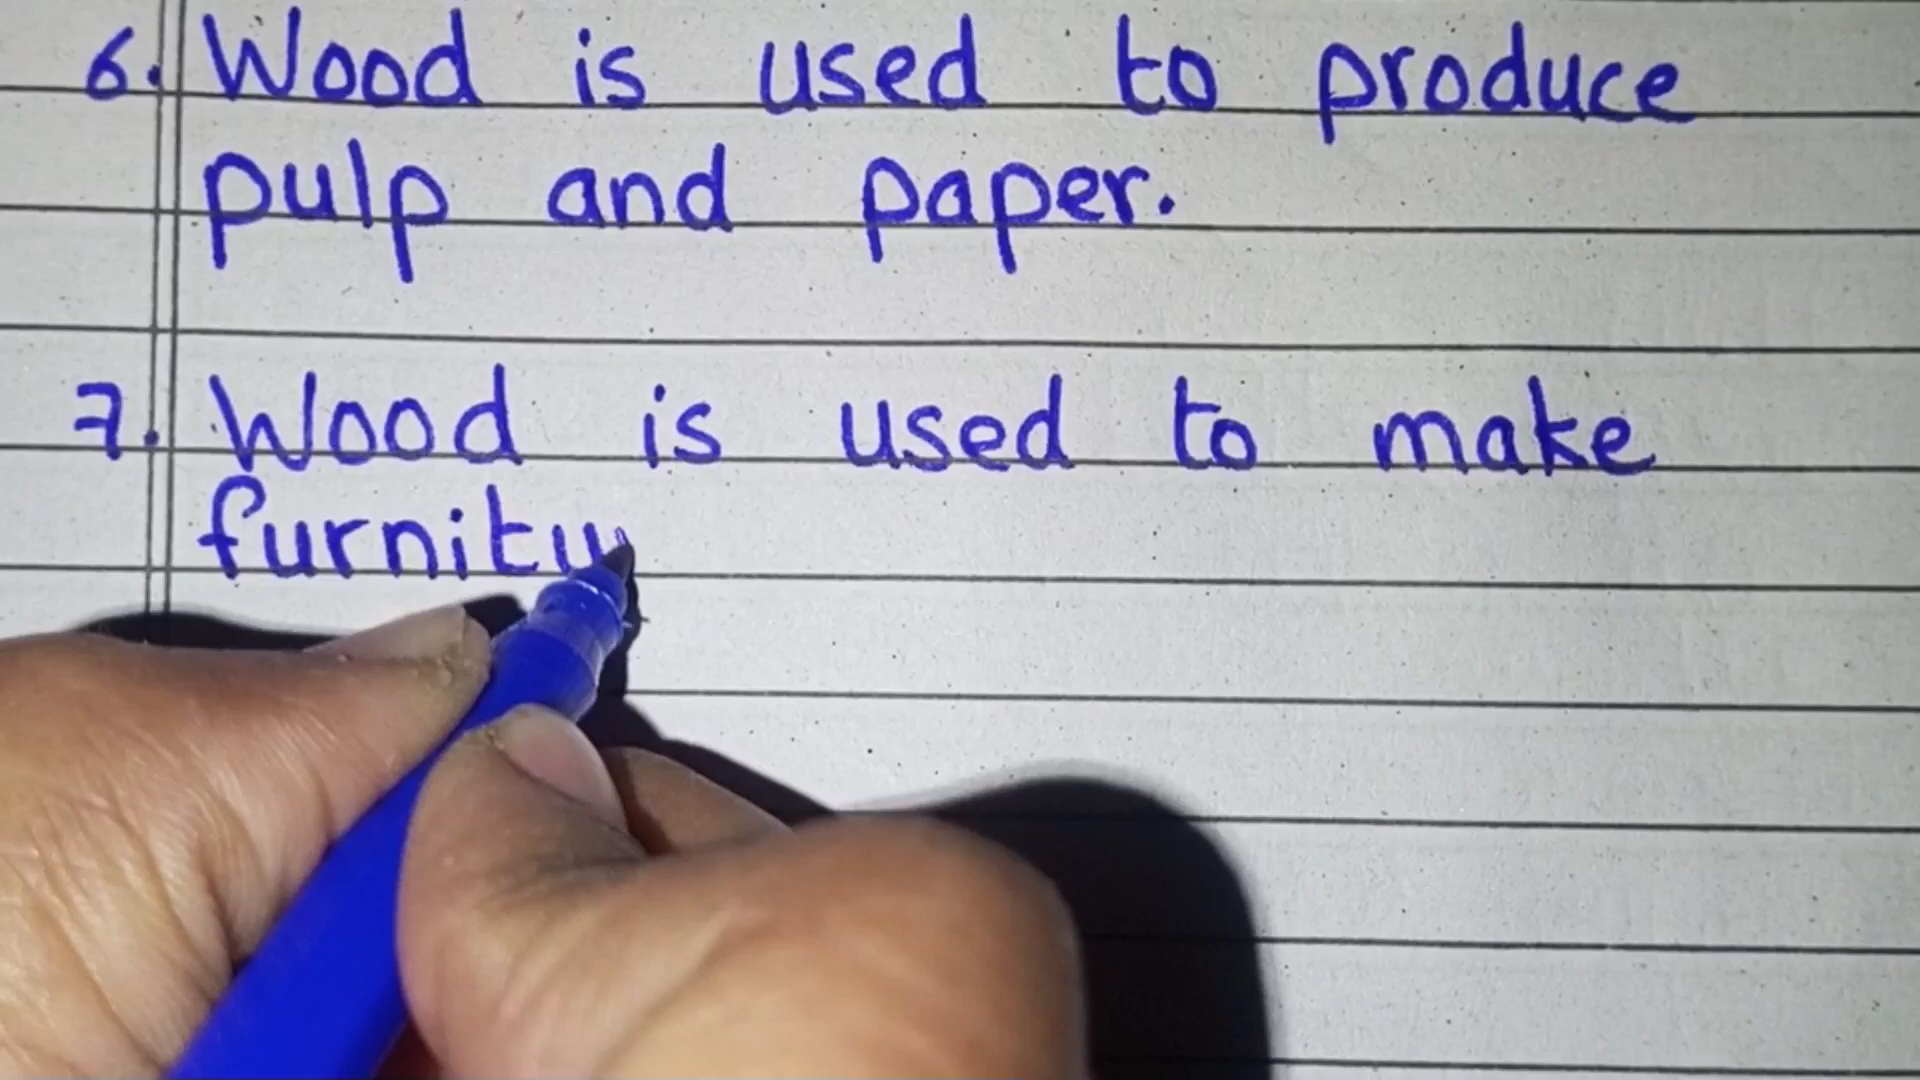 6. Wood is used to produce
pulp and paper.
7. Wood is used to make
furnitu